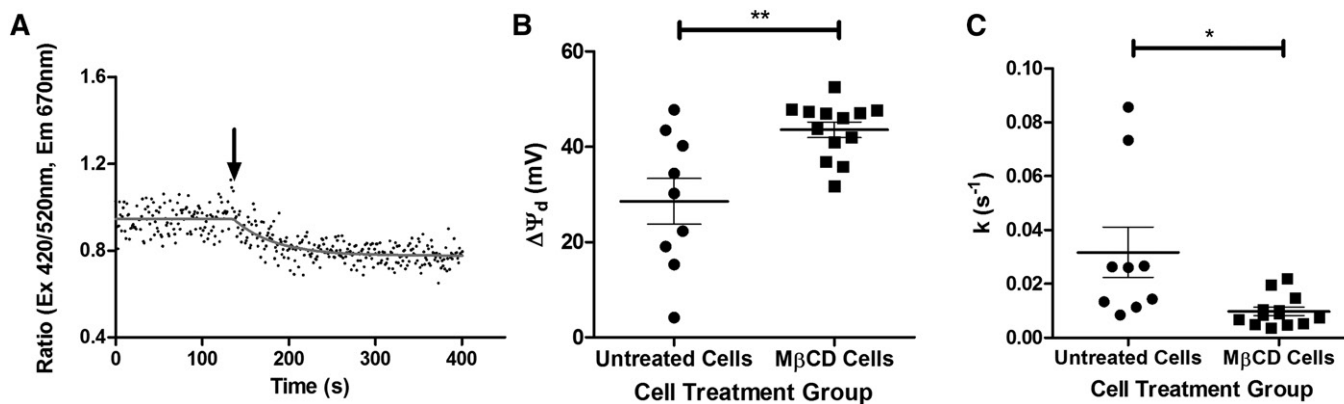 A
Ratio (Ex 420/520nm, Em 670nm)
1.6
1.2
0.8
0.4
0
100
200
300
400
Time (s)
B
**
ΔΨd (mV)
60
40
20
0
Untreated Cells
MβCD Cells
Cell Treatment Group
C
*
k (s-1)
0.10
0.08
0.06
0.04
0.02
0.00
Untreated Cells
MβCD Cells
Cell Treatment Group